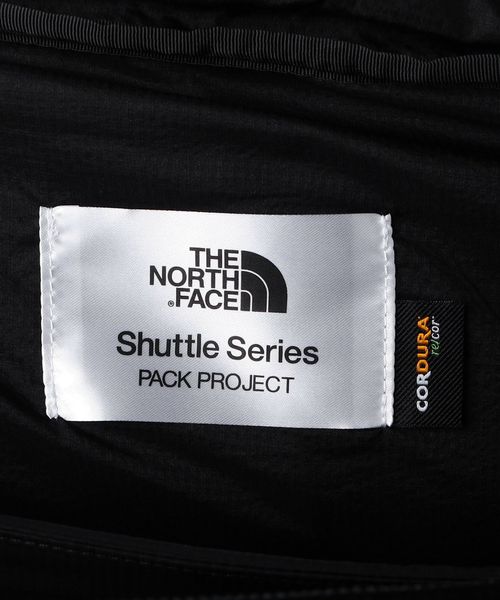 THE
NORTH
FACE
Shuttle Series
PACK PROJECT
CORDURA
re/cor